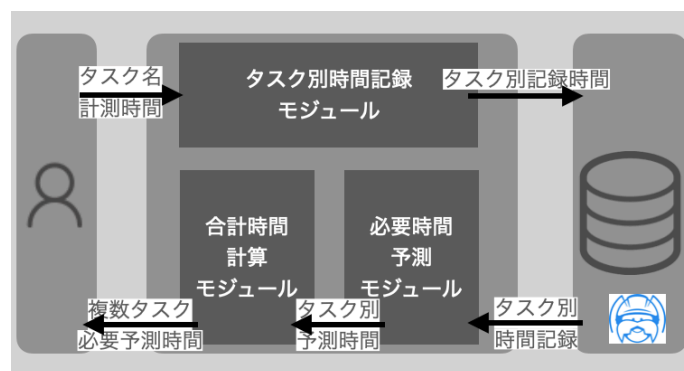 タスク名
計測時間
タスク別時間記録
モジュール
タスク別記録時間
合計時間
計算
モジュール
必要時間
予測
モジュール
複数タスク
必要予測時間
タスク別
予測時間
タスク別
時間記録